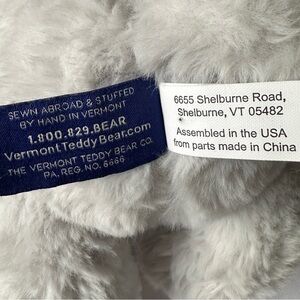 SEWN ABROAD & STUFFED
BY HAND IN VERMONT
1.800.829.BEAR
VermontTeddyBear.com
THE VERMONT TEDDY BEAR CO.
PA. REG. NO. 6666
6655 Shelburne Road,
Shelburne, VT 05482
Assembled in the USA
from parts made in China